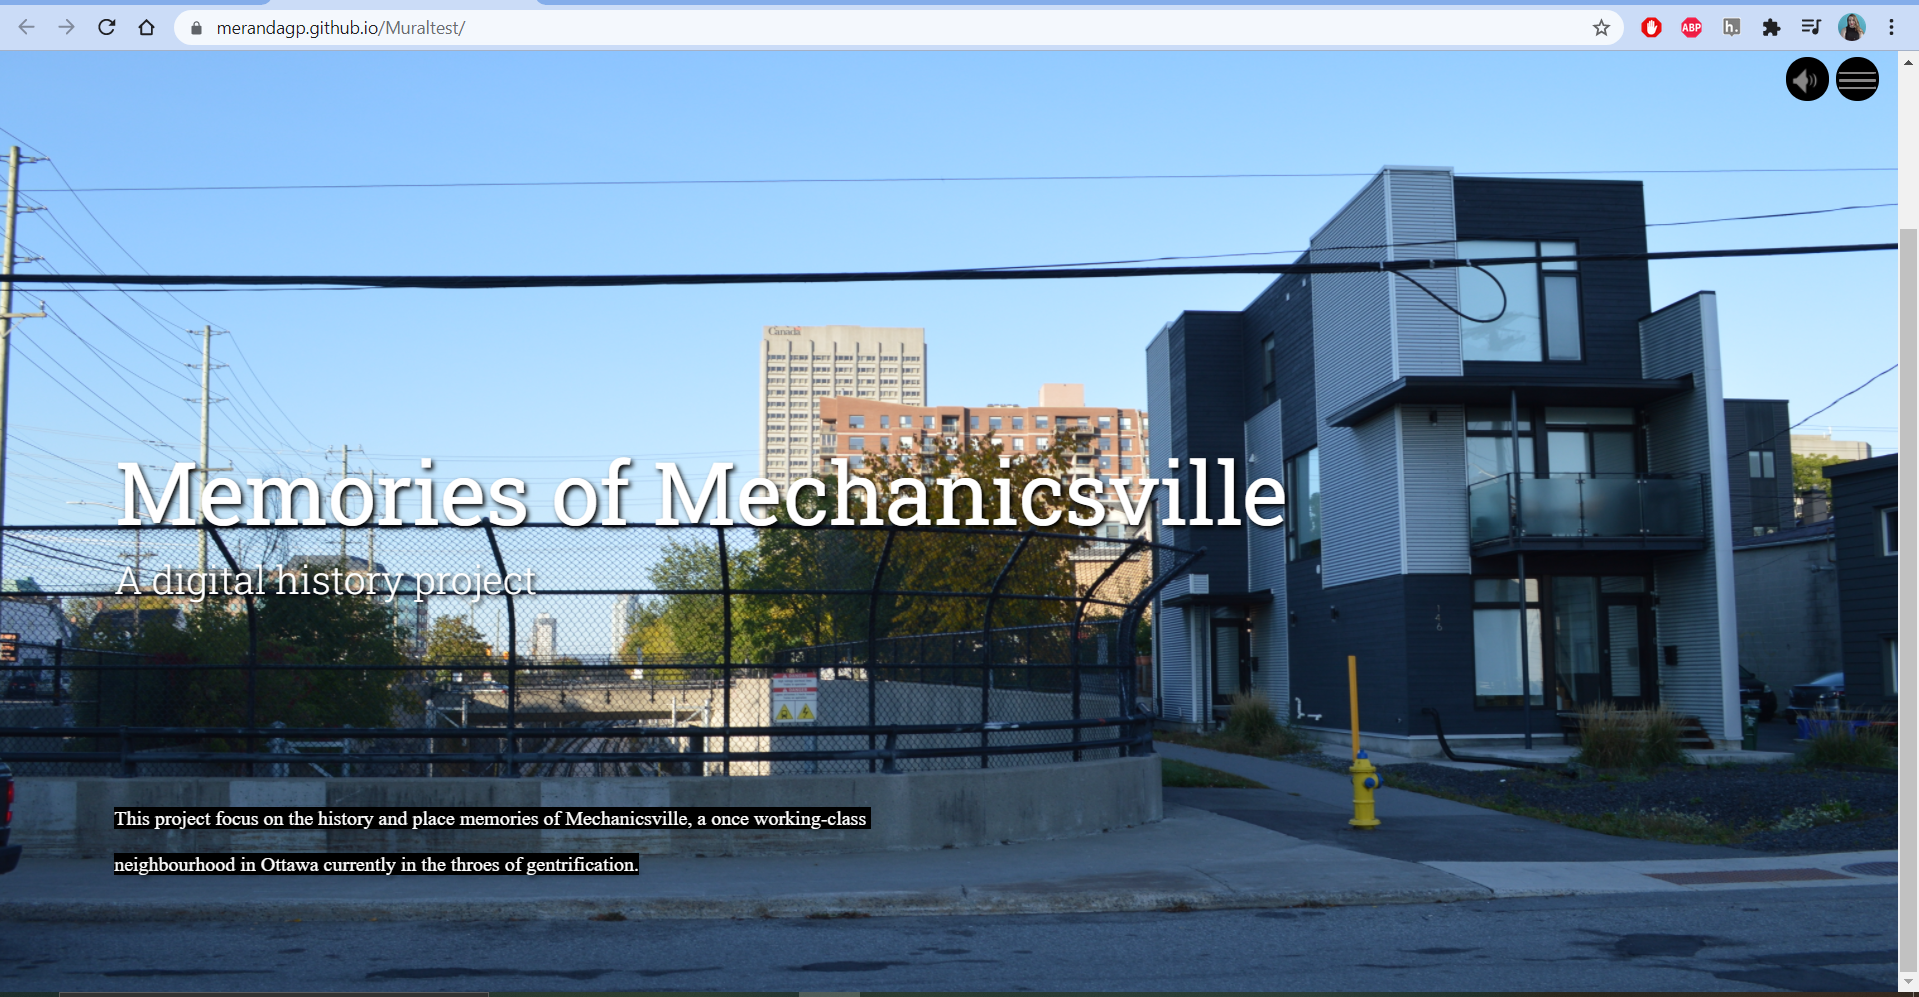 merandagp.github.io/Muraltest/
ABP
h.
Canada
Memories of Mechanicsville
A digital history project
146
This project focus on the history and place memories of Mechanicsville, a once working-class
neighbourhood in Ottawa currently in the throes of gentrification.